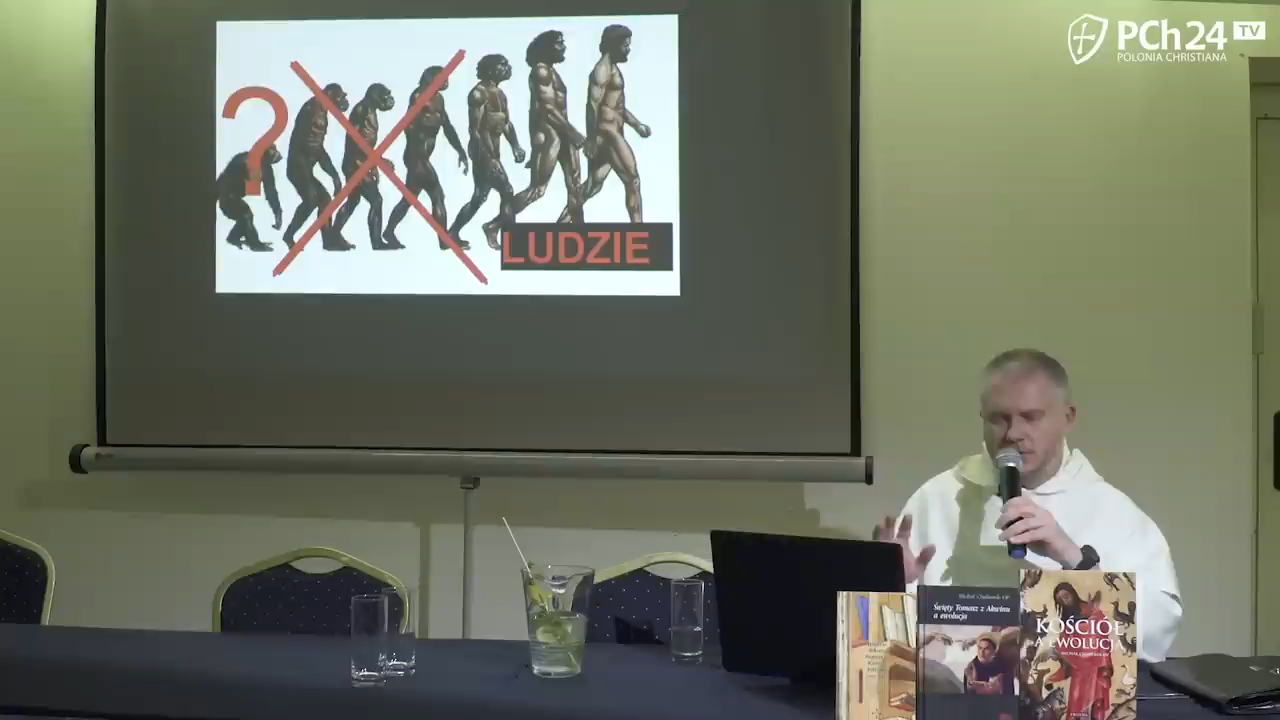 PCh24 TV
POLONIA CHRISTIANA
?
LUDZIE
Michał Chaberek OP
Święty Tomasz z Akwinu
a ewolucja
KOŚCIÓŁ
A EWOLUCJA